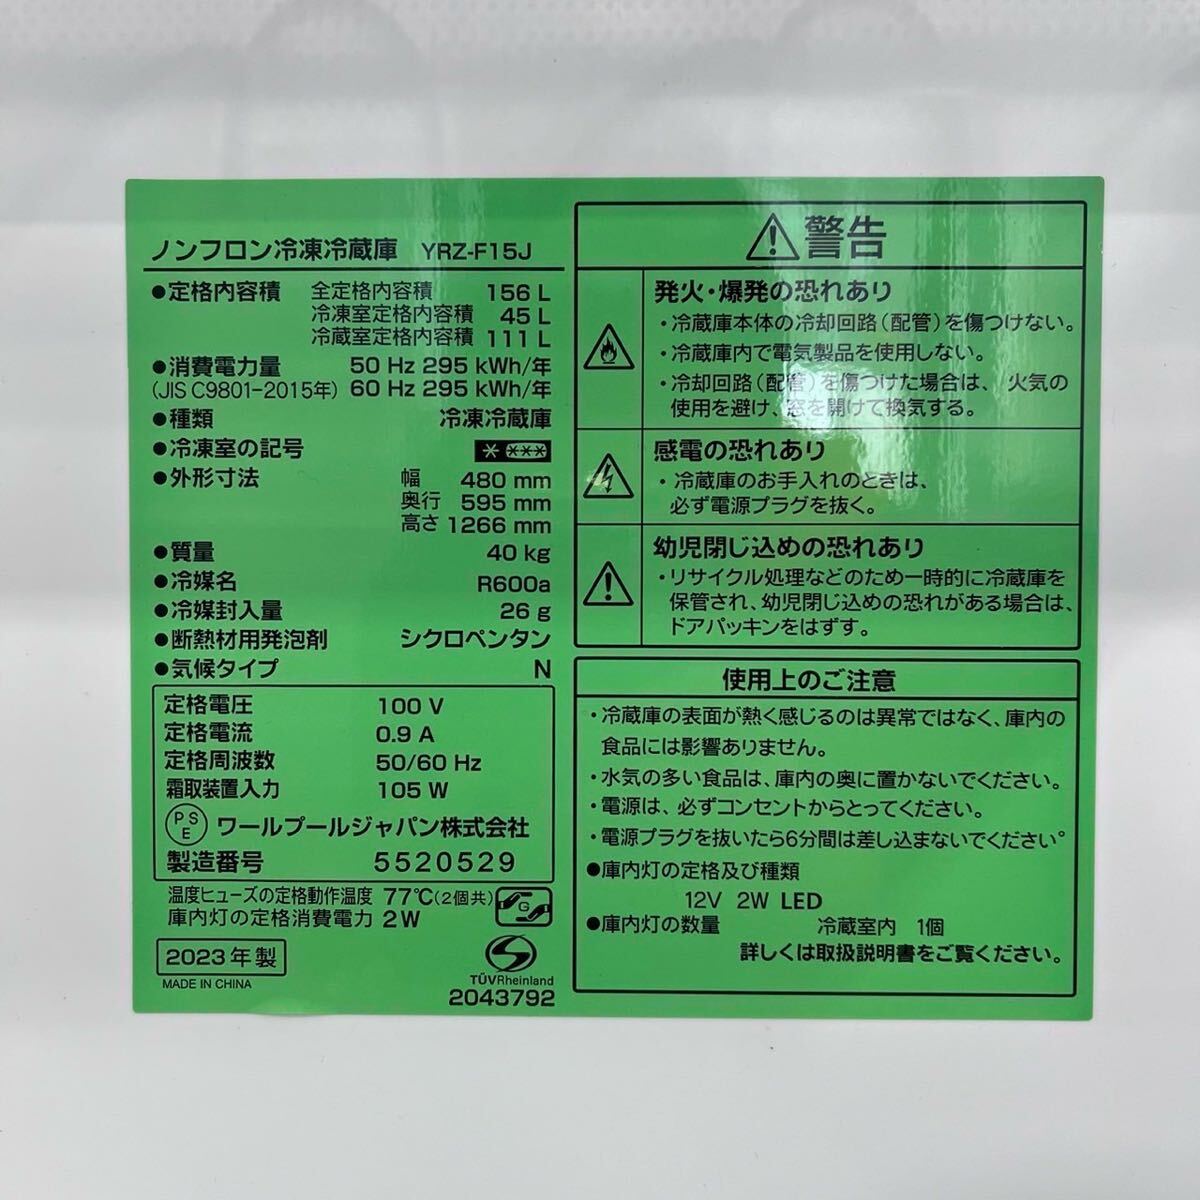 ノンフロン冷凍冷蔵庫 YRZ-F15J
●定格内容積 全定格内容積 156 L
冷凍室定格内容積 45 L
冷蔵室定格内容積 111 L
●消費電力量 50 Hz 295 kWh/年
(JIS C9801-2015年) 60 Hz 295 kWh/年
●種類 冷凍冷蔵庫
●冷凍室の記号
●外形寸法 幅 480 mm
奥行 595 mm
高さ 1266 mm
●質量 40 kg
●冷媒名 R600a
●冷媒封入量 26 g
●断熱材用発泡剤 シクロペンタン
●気候タイプ N
定格電圧 100 V
定格電流 0.9 A
定格周波数 50/60 Hz
霜取装置入力 105 W
PSE ワールプールジャパン株式会社
製造番号 5520529
温度ヒューズの定格動作温度 77℃(2個共)
庫内灯の定格消費電力 2W
G
2023年製
MADE IN CHINA
TÜVRheinland
2043792
警告
発火・爆発の恐れあり
・冷蔵庫本体の冷却回路(配管)を傷つけない。
・冷蔵庫内で電気製品を使用しない。
・冷却回路(配管)を傷つけた場合は、火気の
使用を避け、窓を開けて換気する。
感電の恐れあり
・冷蔵庫のお手入れのときは、
必ず電源プラグを抜く。
幼児閉じ込めの恐れあり
・リサイクル処理などのため一時的に冷蔵庫を
保管され、幼児閉じ込めの恐れがある場合は、
ドアパッキンをはずす。
使用上のご注意
・冷蔵庫の表面が熱く感じるのは異常ではなく、庫内の
食品には影響ありません。
・水気の多い食品は、庫内の奥に置かないでください。
・電源は、必ずコンセントからとってください。
・電源プラグを抜いたら6分間は差し込まないでください。
●庫内灯の定格及び種類
12V 2W LED
●庫内灯の数量 冷蔵室内 1個
詳しくは取扱説明書をご覧ください。